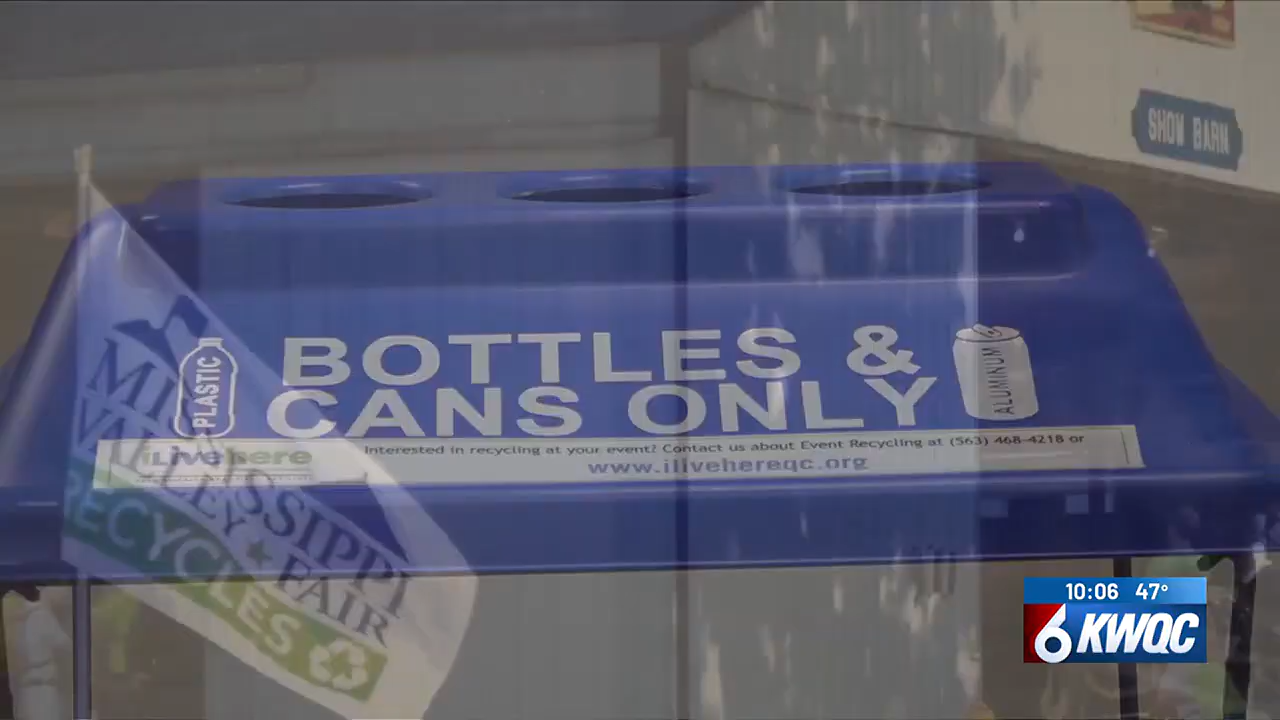 SHOW BARN
PLASTIC
BOTTLES &
CANS ONLY
ALUMINUM
iLivehere
Interested in recycling at your event? Contact us about Event Recycling at (563) 468-4218 or
www.ilivehereqc.org
MISSISSIPPI
VALLEY ★ FAIR
RECYCLES
10:06 47°
6 KWQC